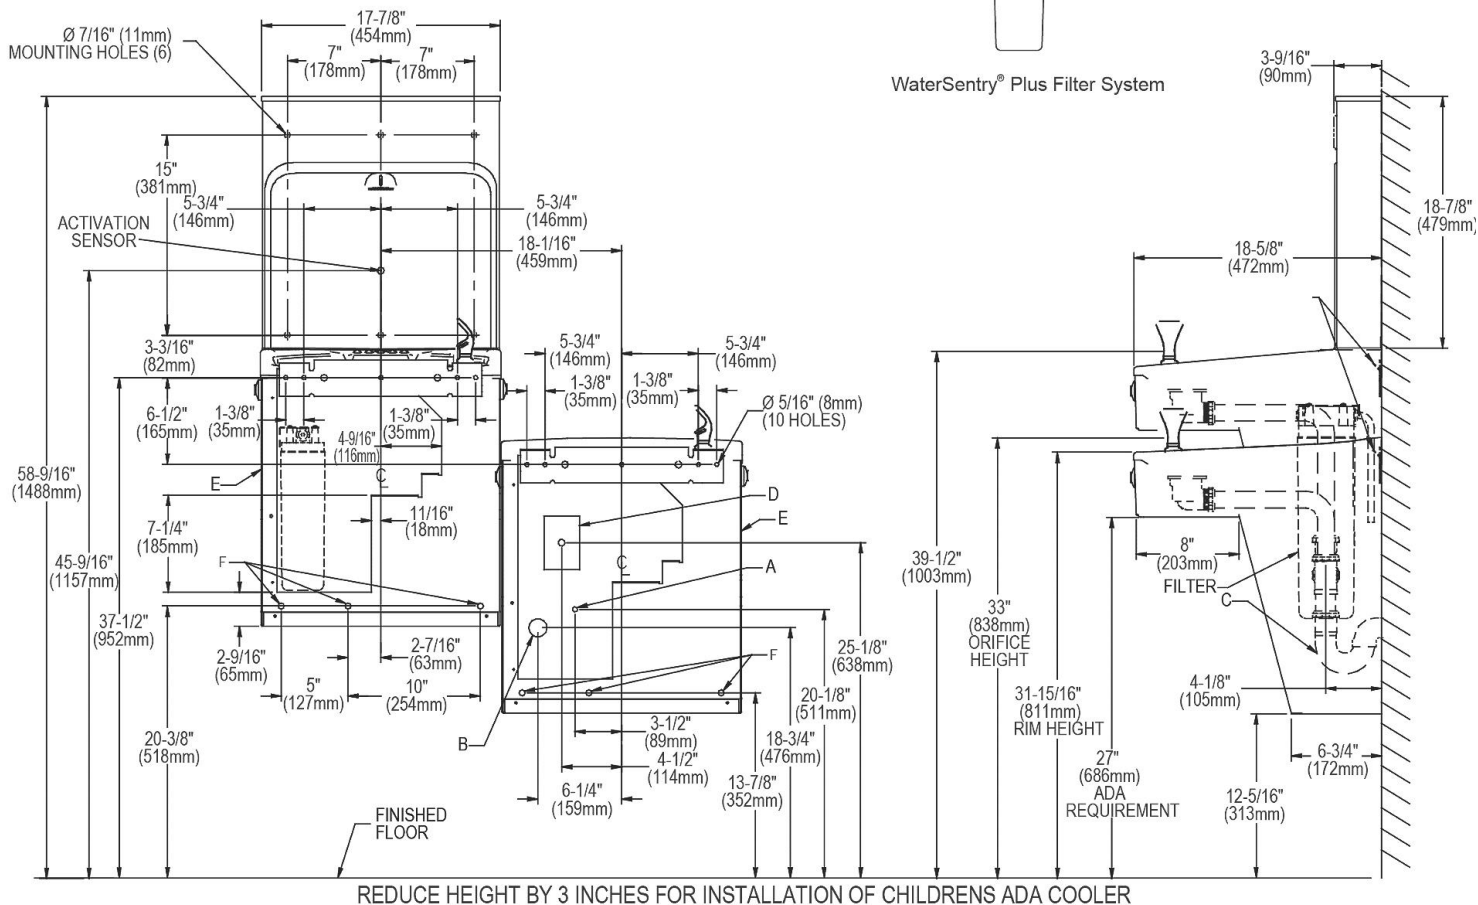 17-7/8"
(454mm)
Ø 7/16" (11mm)
MOUNTING HOLES (6)
7"
(178mm)
7"
(178mm)
WaterSentry® Plus Filter System
3-9/16"
(90mm)
15"
(381mm)
5-3/4"
(146mm)
5-3/4"
(146mm)
ACTIVATION
SENSOR
18-1/16"
(459mm)
18-7/8"
(479mm)
18-5/8"
(472mm)
3-3/16"
(82mm)
5-3/4"
(146mm)
5-3/4"
(146mm)
1-3/8"
(35mm)
1-3/8"
(35mm)
Ø 5/16" (8mm)
(10 HOLES)
6-1/2"
(165mm)
1-3/8"
(35mm)
1-3/8"
(35mm)
4-9/16"
(116mm)
58-9/16"
(1488mm)
E
C
L
11/16"
(18mm)
D
E
7-1/4"
(185mm)
45-9/16"
(1157mm)
F
C
L
A
39-1/2"
(1003mm)
8"
(203mm)
FILTER
C
37-1/2"
(952mm)
33"
(838mm)
ORIFICE
HEIGHT
2-9/16"
(65mm)
2-7/16"
(63mm)
F
25-1/8"
(638mm)
5"
(127mm)
10"
(254mm)
31-15/16"
(811mm)
RIM HEIGHT
4-1/8"
(105mm)
20-1/8"
(511mm)
20-3/8"
(518mm)
B
3-1/2"
(89mm)
18-3/4"
(476mm)
4-1/2"
(114mm)
27"
(686mm)
ADA
REQUIREMENT
6-3/4"
(172mm)
6-1/4"
(159mm)
13-7/8"
(352mm)
12-5/16"
(313mm)
FINISHED
FLOOR
REDUCE HEIGHT BY 3 INCHES FOR INSTALLATION OF CHILDRENS ADA COOLER